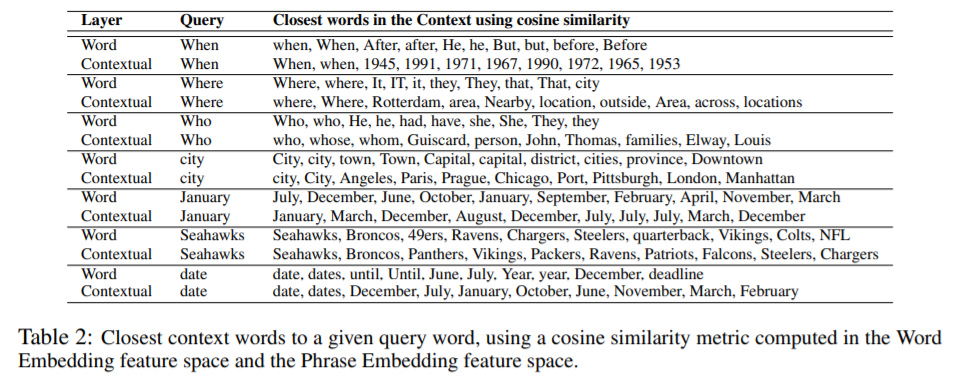 Layer Query Closest words in the Context using cosine similarity
Word When when, When, After, after, He, he, But, but, before, Before
Contextual When When, when, 1945, 1991, 1971, 1967, 1990, 1972, 1965, 1953
Word Where Where, where, It, IT, it, they, They, that, That, city
Contextual Where where, Where, Rotterdam, area, Nearby, location, outside, Area, across, locations
Word Who Who, who, He, he, had, have, she, She, They, they
Contextual Who who, whose, whom, Guiscard, person, John, Thomas, families, Elway, Louis
Word city City, city, town, Town, Capital, capital, district, cities, province, Downtown
Contextual city city, City, Angeles, Paris, Prague, Chicago, Port, Pittsburgh, London, Manhattan
Word January July, December, June, October, January, September, February, April, November, March
Contextual January January, March, December, August, December, July, July, July, March, December
Word Seahawks Seahawks, Broncos, 49ers, Ravens, Chargers, Steelers, quarterback, Vikings, Colts, NFL
Contextual Seahawks Seahawks, Broncos, Panthers, Vikings, Packers, Ravens, Patriots, Falcons, Steelers, Chargers
Word date date, dates, until, Until, June, July, Year, year, December, deadline
Contextual date date, dates, December, July, January, October, June, November, March, February
Table 2: Closest context words to a given query word, using a cosine similarity metric computed in the Word
Embedding feature space and the Phrase Embedding feature space.